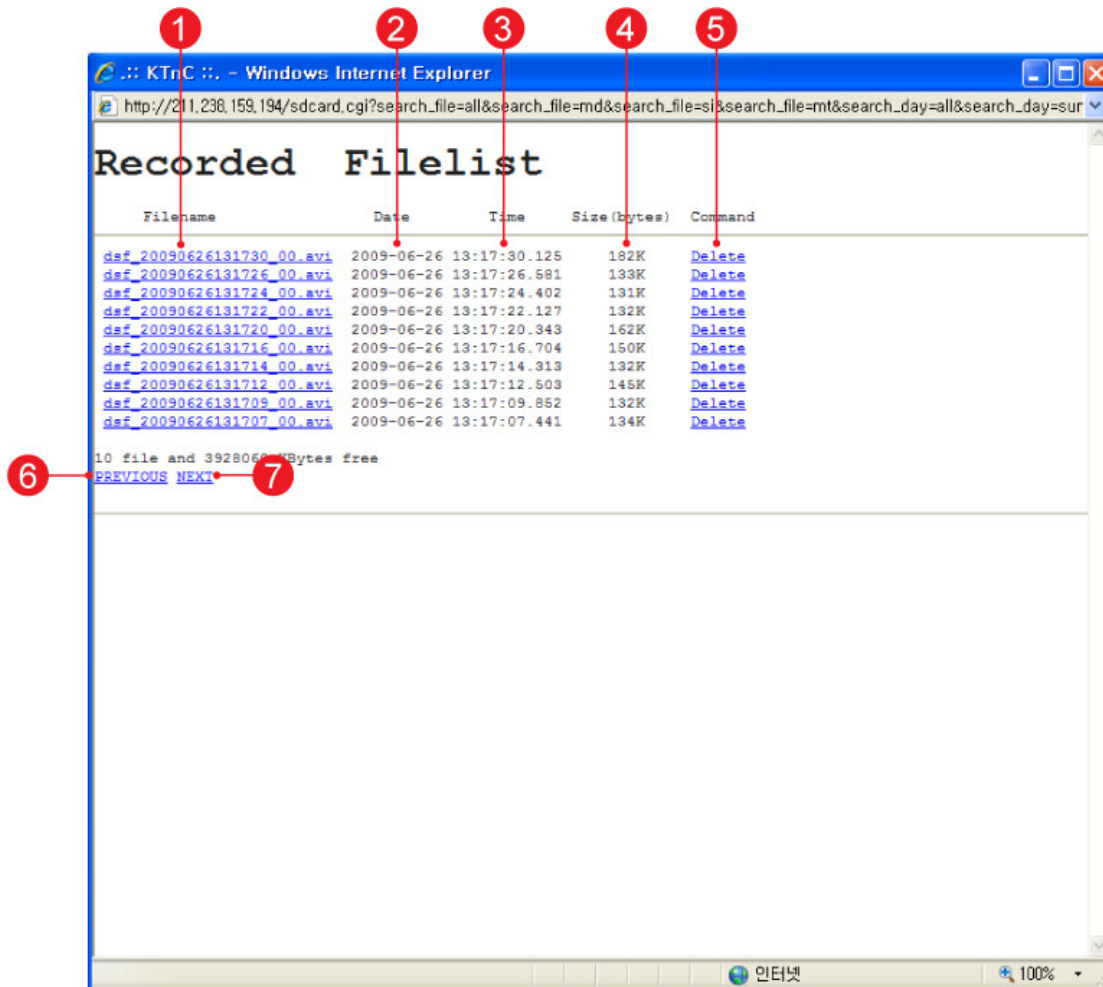 1 2 3 4 5
.:: KTnC ::. - Windows Internet Explorer
http://211,238,159,194/sdcard,cgi?search_file=all&search_file=md&search_file=si&search_file=mt&search_day=all&search_day=sur
Recorded Filelist
Filename Date Time Size(bytes) Command
dsf_20090626131730_00.avi 2009-06-26 13:17:30.125 182K Delete
dsf_20090626131726_00.avi 2009-06-26 13:17:26.581 133K Delete
dsf_20090626131724_00.avi 2009-06-26 13:17:24.402 131K Delete
dsf_20090626131722_00.avi 2009-06-26 13:17:22.127 132K Delete
dsf_20090626131720_00.avi 2009-06-26 13:17:20.343 162K Delete
dsf_20090626131716_00.avi 2009-06-26 13:17:16.704 150K Delete
dsf_20090626131714_00.avi 2009-06-26 13:17:14.313 132K Delete
dsf_20090626131712_00.avi 2009-06-26 13:17:12.503 145K Delete
dsf_20090626131709_00.avi 2009-06-26 13:17:09.852 132K Delete
dsf_20090626131707_00.avi 2009-06-26 13:17:07.441 134K Delete
10 file and KBytes free
6 PREVIOUS NEXT 7
인터넷 100%